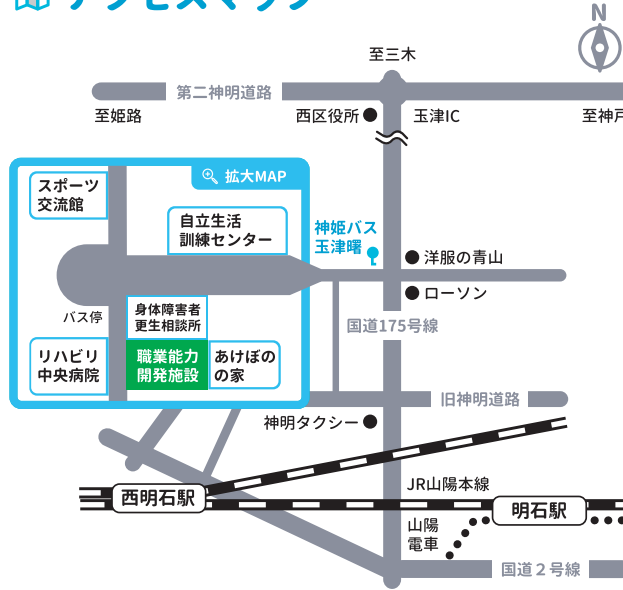 アクセスマップ
N
至三木
第二神明道路
至姫路
西区役所
玉津IC
拡大MAP
スポーツ
交流館
自立生活
訓練センター
神姫バス
玉津曙
洋服の青山
ローソン
バス停
身体障害者
更生相談所
国道175号線
リハビリ
中央病院
職業能力
開発施設
あけぼの
の家
旧神明道路
神明タクシー
JR山陽本線
西明石駅
明石駅
山陽
電車
国道２号線